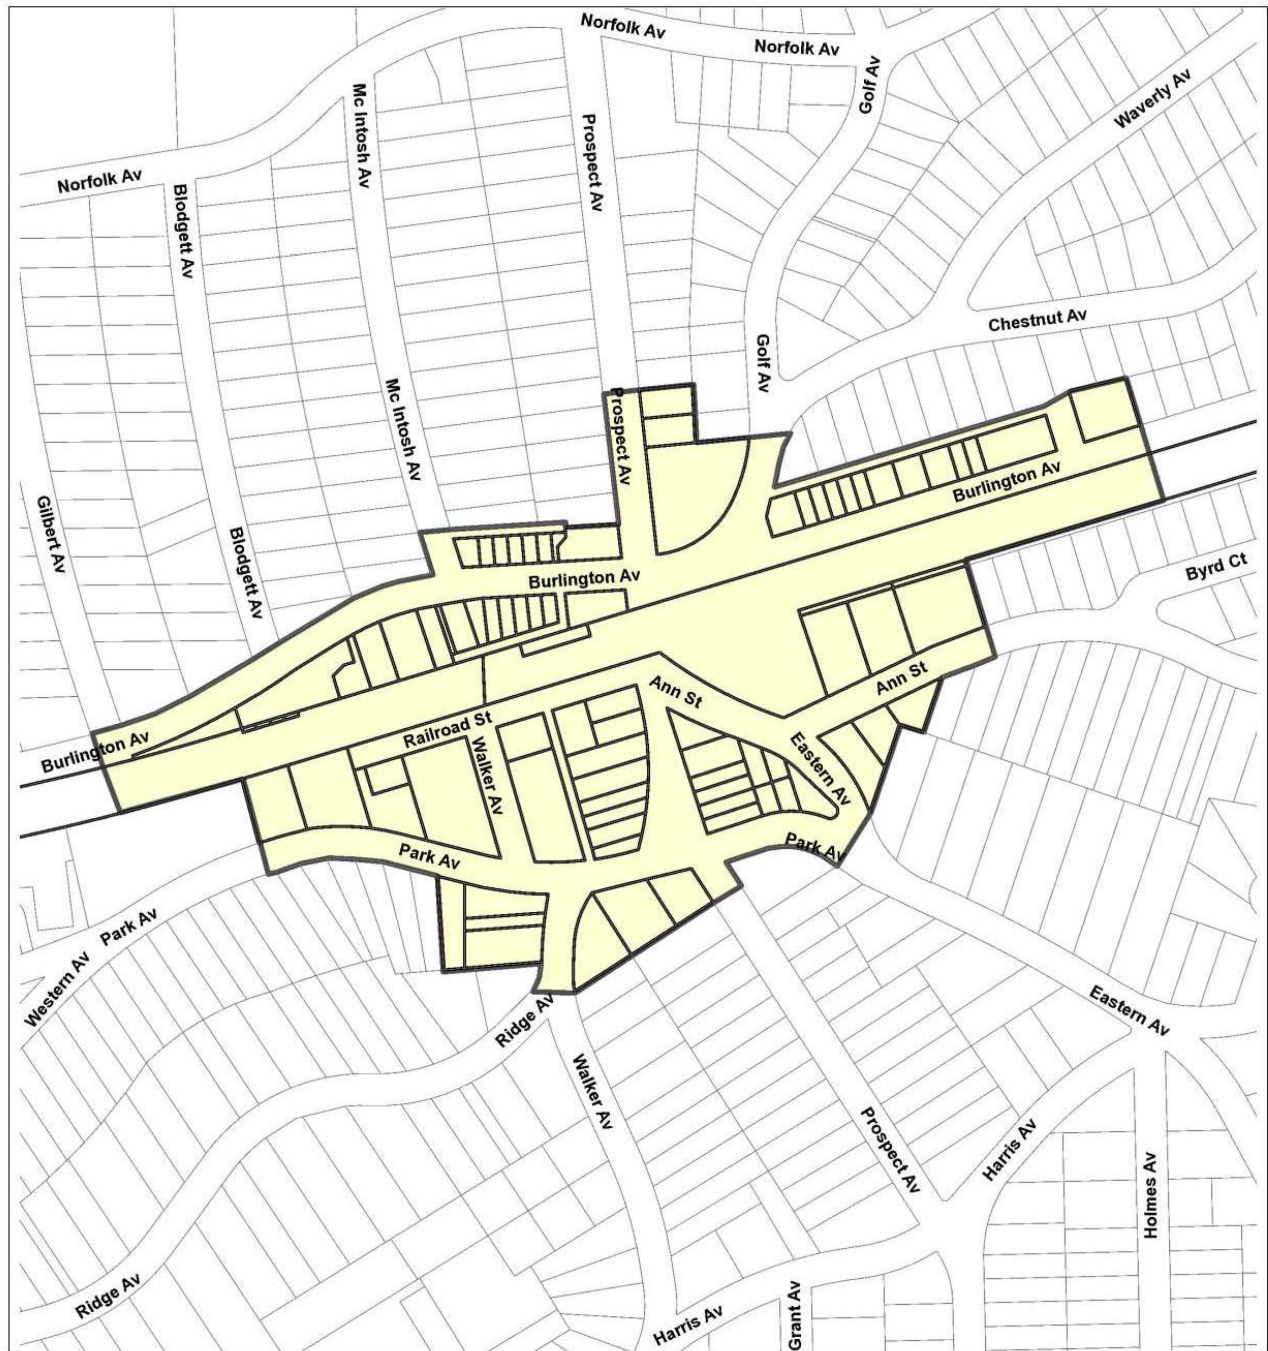 Norfolk Av
Norfolk Av
Golf Av
Waverly Av
Mc Intosh Av
Prospect Av
Norfolk Av
Blodgett Av
Chestnut Av
Golf Av
Mc Intosh Av
Prospect Av
Burlington Av
Gilbert Av
Blodgett Av
Burlington Av
Byrd Ct
Ann St
Ann St
Railroad St
Burlington Av
Walker Av
Eastern Av
Park Av
Park Av
Park Av
Western Av
Ridge Av
Eastern Av
Walker Av
Prospect Av
Harris Av
Holmes Av
Ridge Av
Harris Av
Grant Av